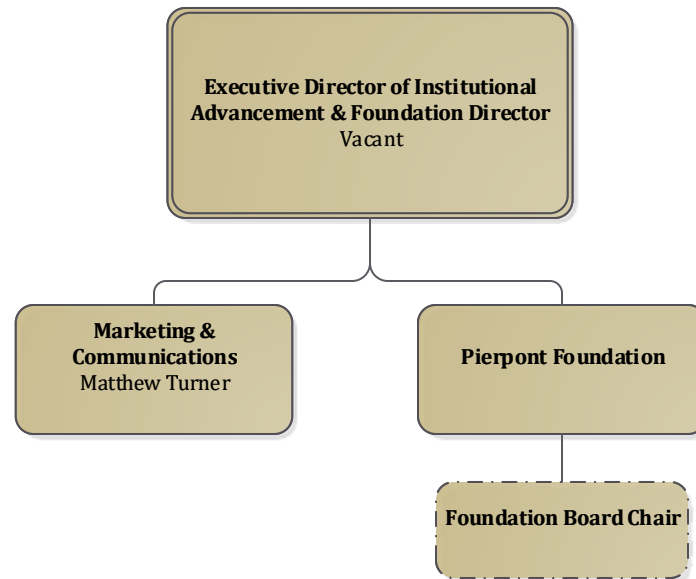 Executive Director of Institutional
Advancement & Foundation Director
Vacant
Marketing &
Communications
Matthew Turner
Pierpont Foundation
Foundation Board Chair